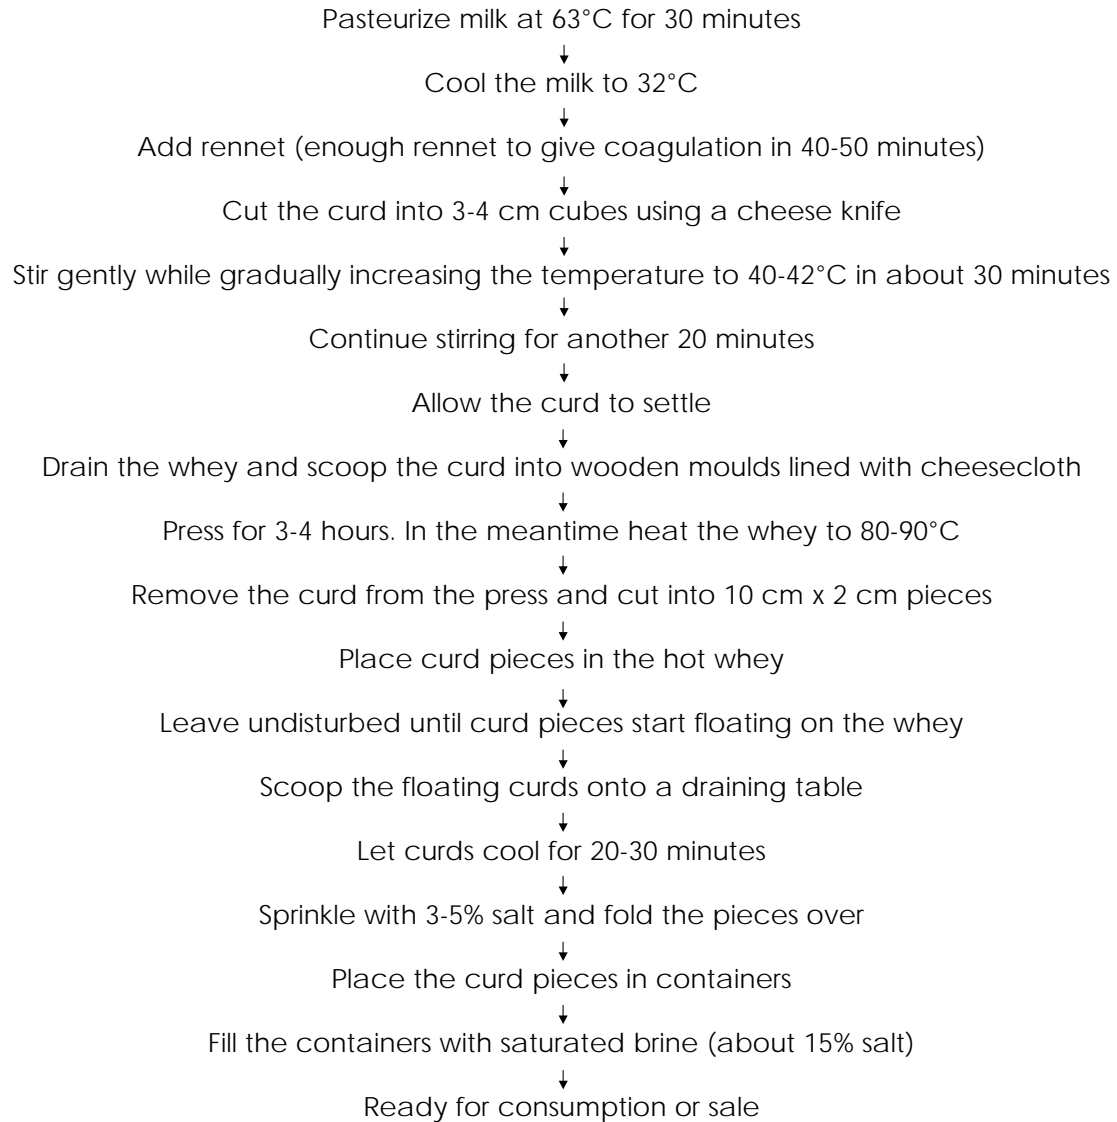 Pasteurize milk at 63°C for 30 minutes
Cool the milk to 32°C
Add rennet (enough rennet to give coagulation in 40-50 minutes)
Cut the curd into 3-4 cm cubes using a cheese knife
Stir gently while gradually increasing the temperature to 40-42°C in about 30 minutes
Continue stirring for another 20 minutes
Allow the curd to settle
Drain the whey and scoop the curd into wooden moulds lined with cheesecloth
Press for 3-4 hours. In the meantime heat the whey to 80-90°C
Remove the curd from the press and cut into 10 cm x 2 cm pieces
Place curd pieces in the hot whey
Leave undisturbed until curd pieces start floating on the whey
Scoop the floating curds onto a draining table
Let curds cool for 20-30 minutes
Sprinkle with 3-5% salt and fold the pieces over
Place the curd pieces in containers
Fill the containers with saturated brine (about 15% salt)
Ready for consumption or sale